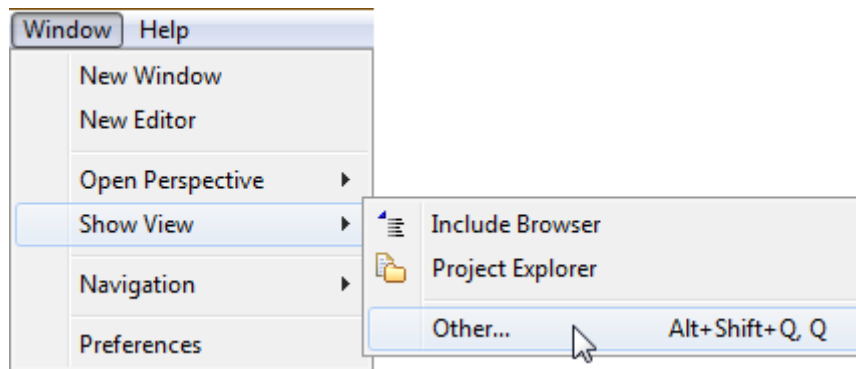 Window Help
New Window
New Editor
Open Perspective
Show View
Include Browser
Project Explorer
Navigation
Other... Alt+Shift+Q, Q
Preferences